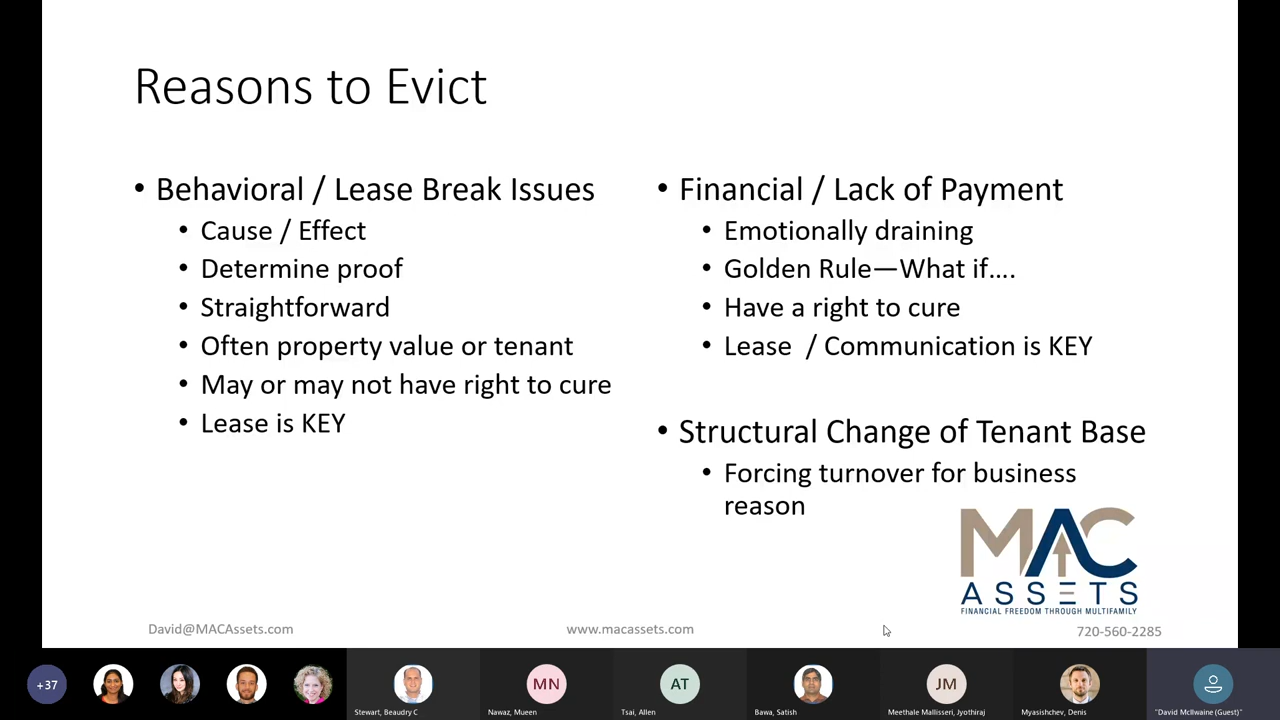 Reasons to Evict
• Behavioral / Lease Break Issues
• Cause / Effect
• Determine proof
• Straightforward
• Often property value or tenant
• May or may not have right to cure
• Lease is KEY
• Financial / Lack of Payment
• Emotionally draining
• Golden Rule—What if….
• Have a right to cure
• Lease / Communication is KEY
• Structural Change of Tenant Base
• Forcing turnover for business
reason
MAC
ASSETS
FINANCIAL FREEDOM THROUGH MULTIFAMILY
David@MACAssets.com
www.macassets.com
720-560-2285
+37
Stewart, Beaudry C
MN
Nawaz, Mueen
AT
Tsai, Allen
Bawa, Satish
JM
Meethale Mallisseri, Jyothiraj
Myasishchev, Denis
"David McIlwaine (Guest)"